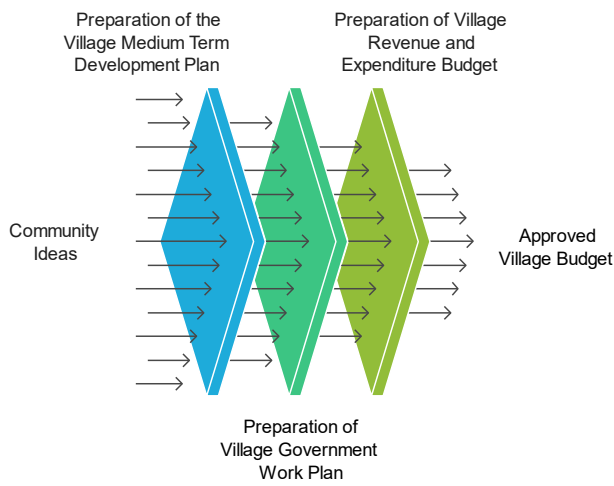 Preparation of the
Village Medium Term
Development Plan
Preparation of Village
Revenue and
Expenditure Budget
Community
Ideas
Approved
Village Budget
Preparation of
Village Government
Work Plan